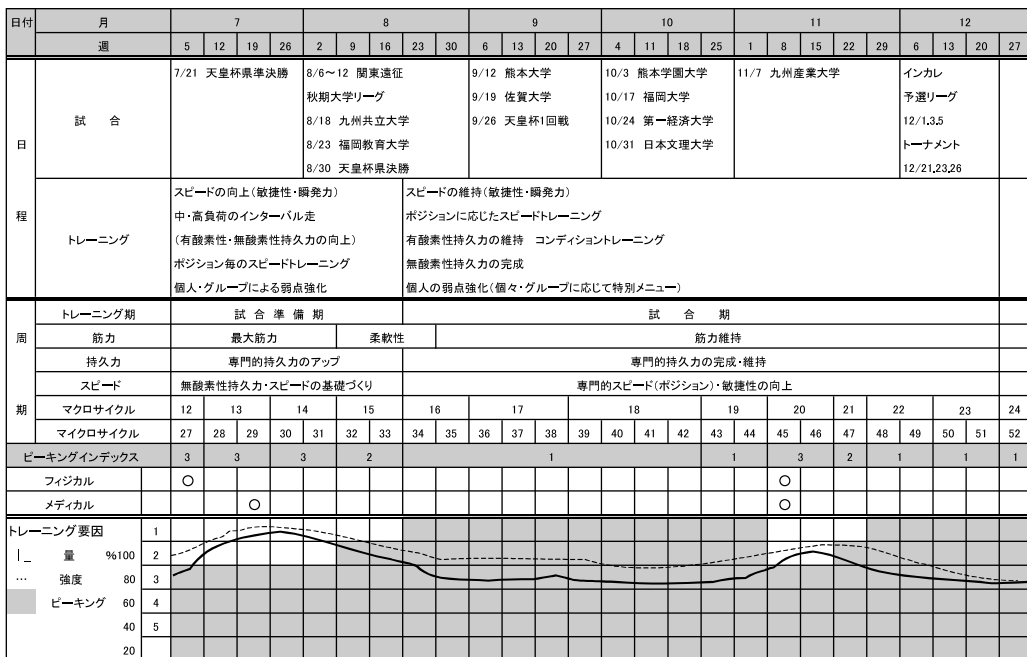 日付 月 7 8 9 10 11 12
週 5 12 19 26 2 9 16 23 30 6 13 20 27 4 11 18 25 1 8 15 22 29 6 13 20 27
日程
試合
7/21 天皇杯県準決勝
8/6～12 関東遠征
秋期大学リーグ
8/18 九州共立大学
8/23 福岡教育大学
8/30 天皇杯県決勝
9/12 熊本大学
9/19 佐賀大学
9/26 天皇杯1回戦
10/3 熊本学園大学
10/17 福岡大学
10/24 第一経済大学
10/31 日本文理大学
11/7 九州産業大学
インカレ
予選リーグ
12/1.3.5
トーナメント
12/21,23,26
トレーニング
スピードの向上(敏捷性・瞬発力)
中・高負荷のインターバル走
(有酸素性・無酸素性持久力の向上)
ポジション毎のスピードトレーニング
個人・グループによる弱点強化
スピードの維持(敏捷性・瞬発力)
ポジションに応じたスピードトレーニング
有酸素性持久力の維持 コンディショントレーニング
無酸素性持久力の完成
個人の弱点強化(個々・グループに応じて特別メニュー)
周期
トレーニング期 試合準備期 試合期
筋力 最大筋力 柔軟性 筋力維持
持久力 専門的持久力のアップ 専門的持久力の完成・維持
スピード 無酸素性持久力・スピードの基礎づくり 専門的スピード(ポジション)・敏捷性の向上
マクロサイクル 12 13 14 15 16 17 18 19 20 21 22 23 24
マイクロサイクル 27 28 29 30 31 32 33 34 35 36 37 38 39 40 41 42 43 44 45 46 47 48 49 50 51 52
ピーキングインデックス 3 3 3 2 1 1 3 2 1 1 1
フィジカル ○ ○
メディカル ○ ○
トレーニング要因 1
量 %100 2
… 強度 80 3
ピーキング 60 4
40 5
20